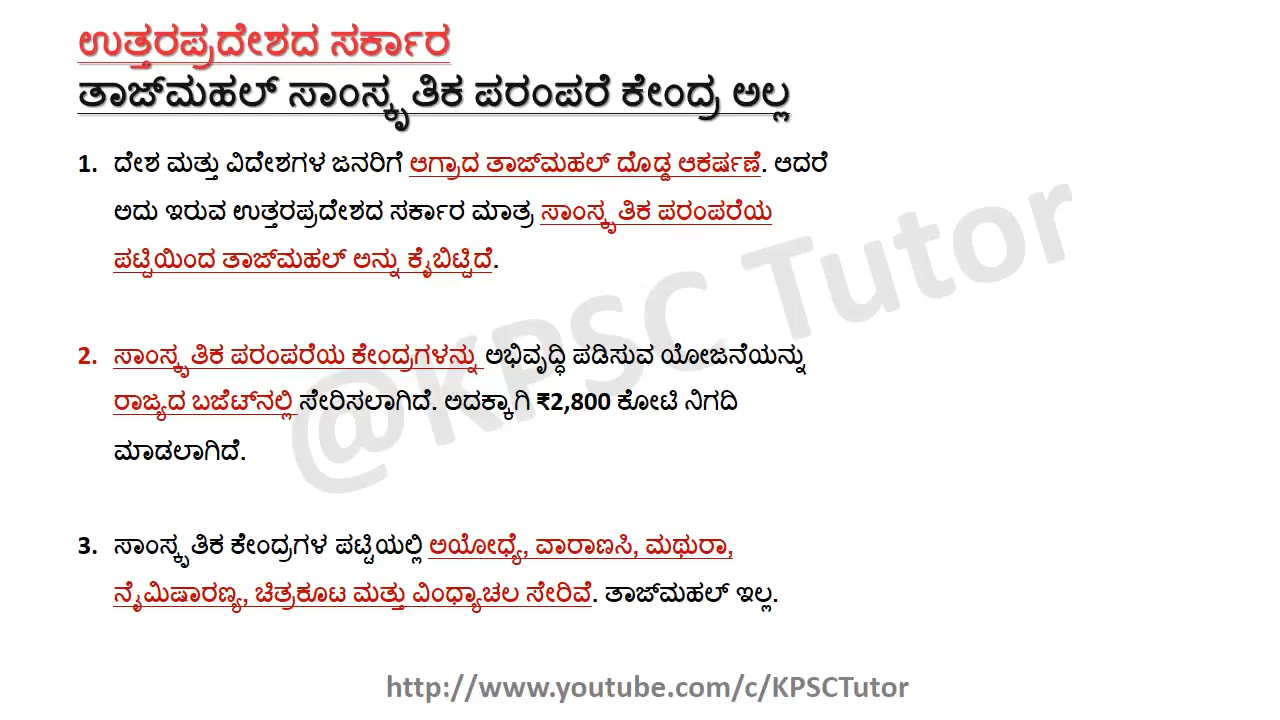 ಉತ್ತರಪ್ರದೇಶದ ಸರ್ಕಾರ
ತಾಜ್‌ಮಹಲ್ ಸಾಂಸ್ಕೃತಿಕ ಪರಂಪರೆ ಕೇಂದ್ರ ಅಲ್ಲ
1. ದೇಶ ಮತ್ತು ವಿದೇಶಗಳ ಜನರಿಗೆ ಆಗ್ರಾದ ತಾಜ್‌ಮಹಲ್ ದೊಡ್ಡ ಆಕರ್ಷಣೆ. ಆದರೆ
ಅದು ಇರುವ ಉತ್ತರಪ್ರದೇಶದ ಸರ್ಕಾರ ಮಾತ್ರ ಸಾಂಸ್ಕೃತಿಕ ಪರಂಪರೆಯ
ಪಟ್ಟಿಯಿಂದ ತಾಜ್‌ಮಹಲ್ ಅನ್ನು ಕೈಬಿಟ್ಟಿದೆ.
2. ಸಾಂಸ್ಕೃತಿಕ ಪರಂಪರೆಯ ಕೇಂದ್ರಗಳನ್ನು ಅಭಿವೃದ್ಧಿ ಪಡಿಸುವ ಯೋಜನೆಯನ್ನು
ರಾಜ್ಯದ ಬಜೆಟ್‌ನಲ್ಲಿ ಸೇರಿಸಲಾಗಿದೆ. ಅದಕ್ಕಾಗಿ ₹2,800 ಕೋಟಿ ನಿಗದಿ
ಮಾಡಲಾಗಿದೆ.
3. ಸಾಂಸ್ಕೃತಿಕ ಕೇಂದ್ರಗಳ ಪಟ್ಟಿಯಲ್ಲಿ ಅಯೋಧ್ಯೆ, ವಾರಾಣಸಿ, ಮಥುರಾ,
ನೈಮಿಷಾರಣ್ಯ, ಚಿತ್ರಕೂಟ ಮತ್ತು ವಿಂಧ್ಯಾಚಲ ಸೇರಿವೆ. ತಾಜ್‌ಮಹಲ್ ಇಲ್ಲ.
@KPSC Tutor
http://www.youtube.com/c/KPSCTutor